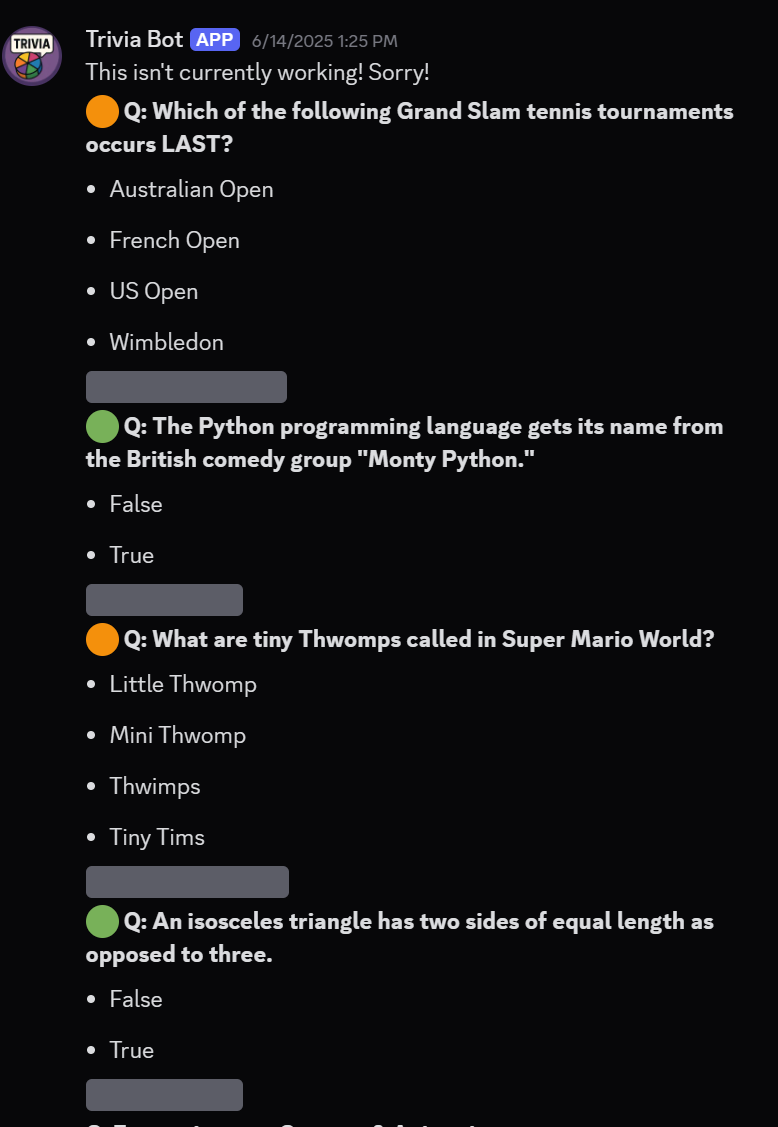 TRIVIA
Trivia Bot APP 6/14/2025 1:25 PM
This isn't currently working! Sorry!
Q: Which of the following Grand Slam tennis tournaments
occurs LAST?
• Australian Open
• French Open
• US Open
• Wimbledon
Q: The Python programming language gets its name from
the British comedy group "Monty Python."
• False
• True
Q: What are tiny Thwomps called in Super Mario World?
• Little Thwomp
• Mini Thwomp
• Thwimps
• Tiny Tims
Q: An isosceles triangle has two sides of equal length as
opposed to three.
• False
• True